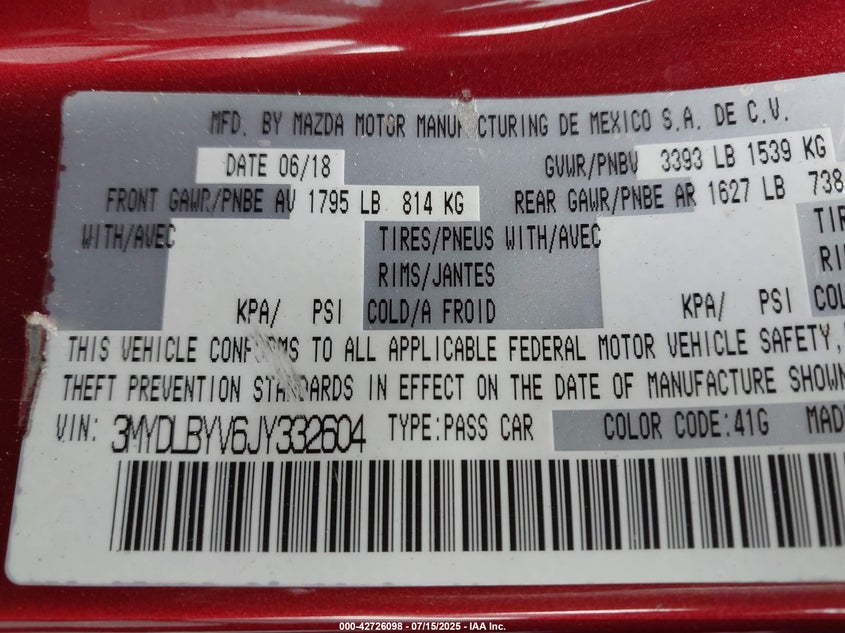 MFD. BY MAZDA MOTOR MANUFACTURING DE MEXICO S.A. DE C.V.
DATE 06/18 GVWR/PNBV 3393 LB 1539 KG
FRONT GAWR/PNBE AV 1795 LB 814 KG REAR GAWR/PNBE AR 1627 LB 738
WITH/AVEC TIRES/PNEUS WITH/AVEC TIR
RIMS/JANTES RI
KPA/ PSI COLD/A FROID KPA/ PSI COL
THIS VEHICLE CONFORMS TO ALL APPLICABLE FEDERAL MOTOR VEHICLE SAFETY,
THEFT PREVENTION STANDARDS IN EFFECT ON THE DATE OF MANUFACTURE SHOWN
VIN: 3MYDLBYV6JY332604 TYPE:PASS CAR COLOR CODE:41G MAD
000-42726098 - 07/15/2025 - IAA Inc.